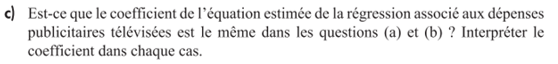 c) Est-ce que le coefficient de l'équation estimée de la régression associé aux dépenses
publicitaires télévisées est le même dans les questions (a) et (b) ? Interpréter le
coefficient dans chaque cas.